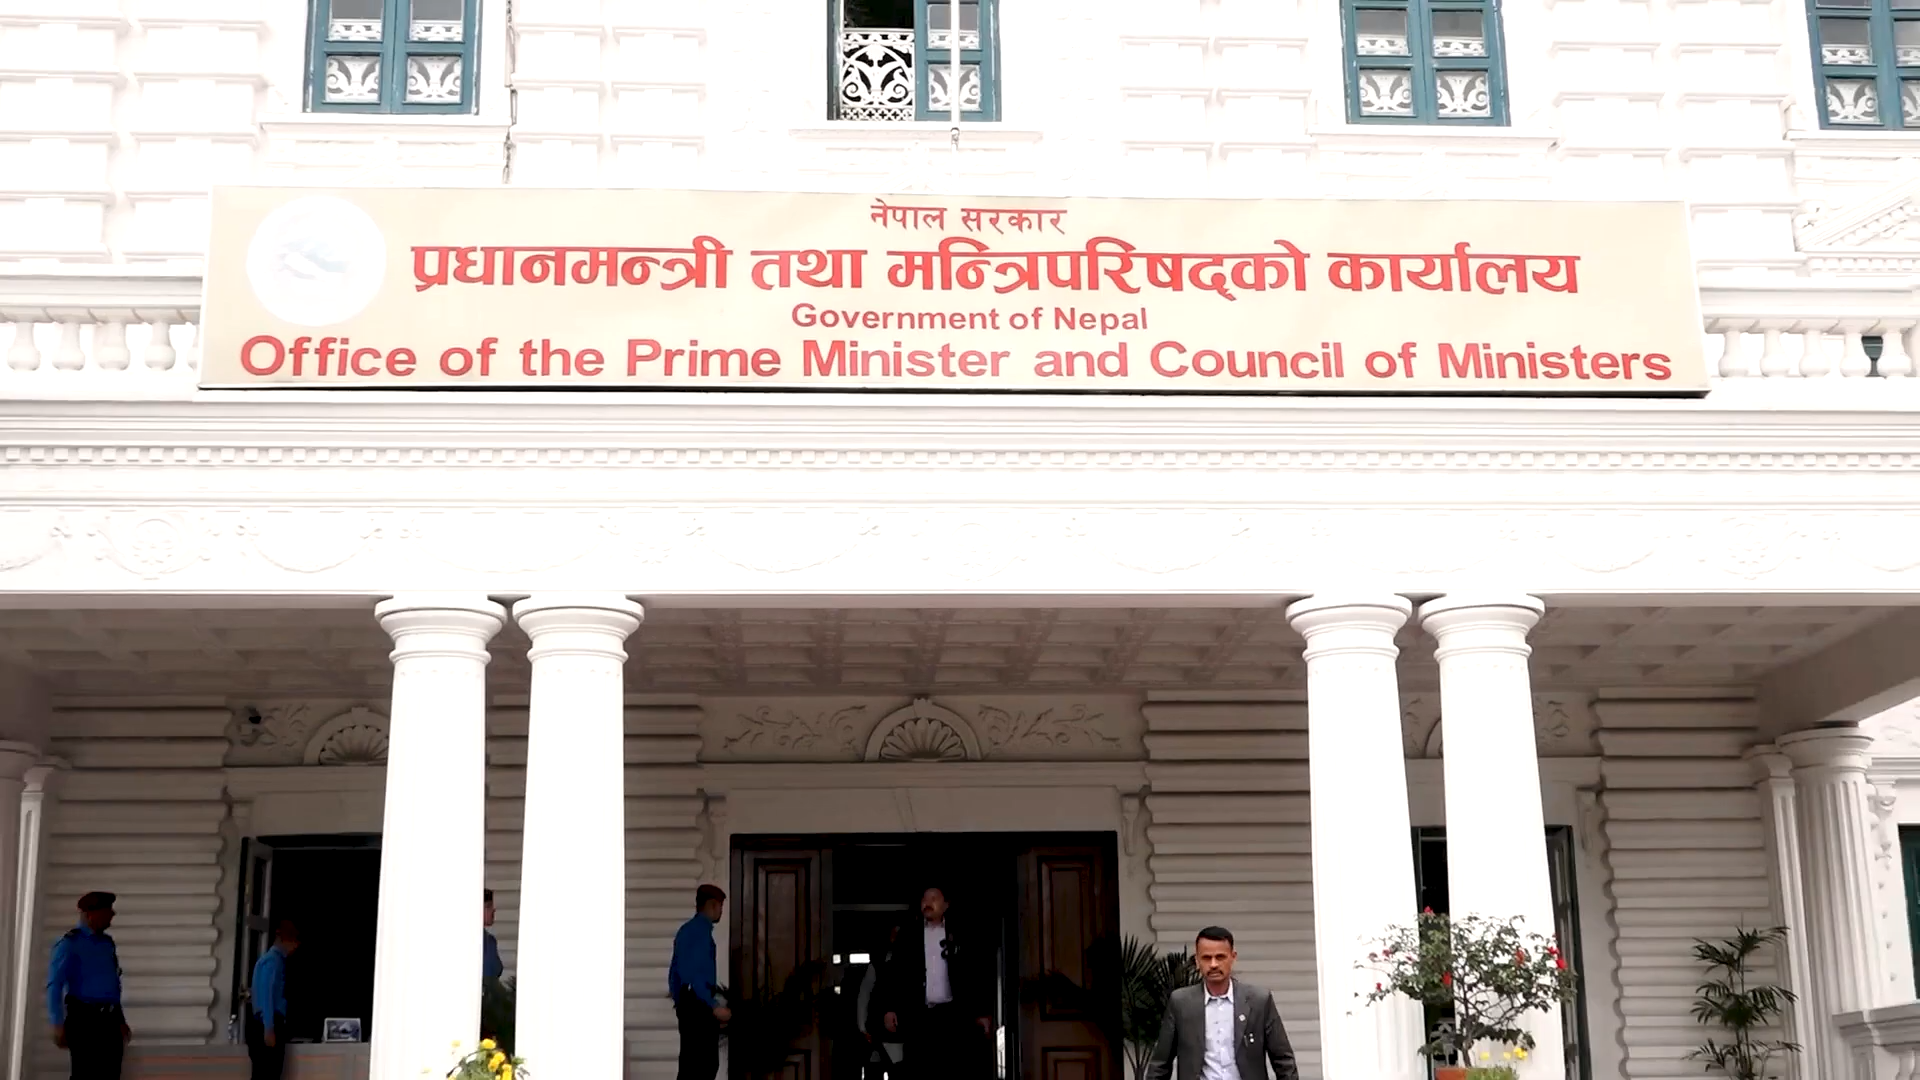 नेपाल सरकार
प्रधानमन्त्री तथा मन्त्रिपरिषद्को कार्यालय
Government of Nepal
Office of the Prime Minister and Council of Ministers